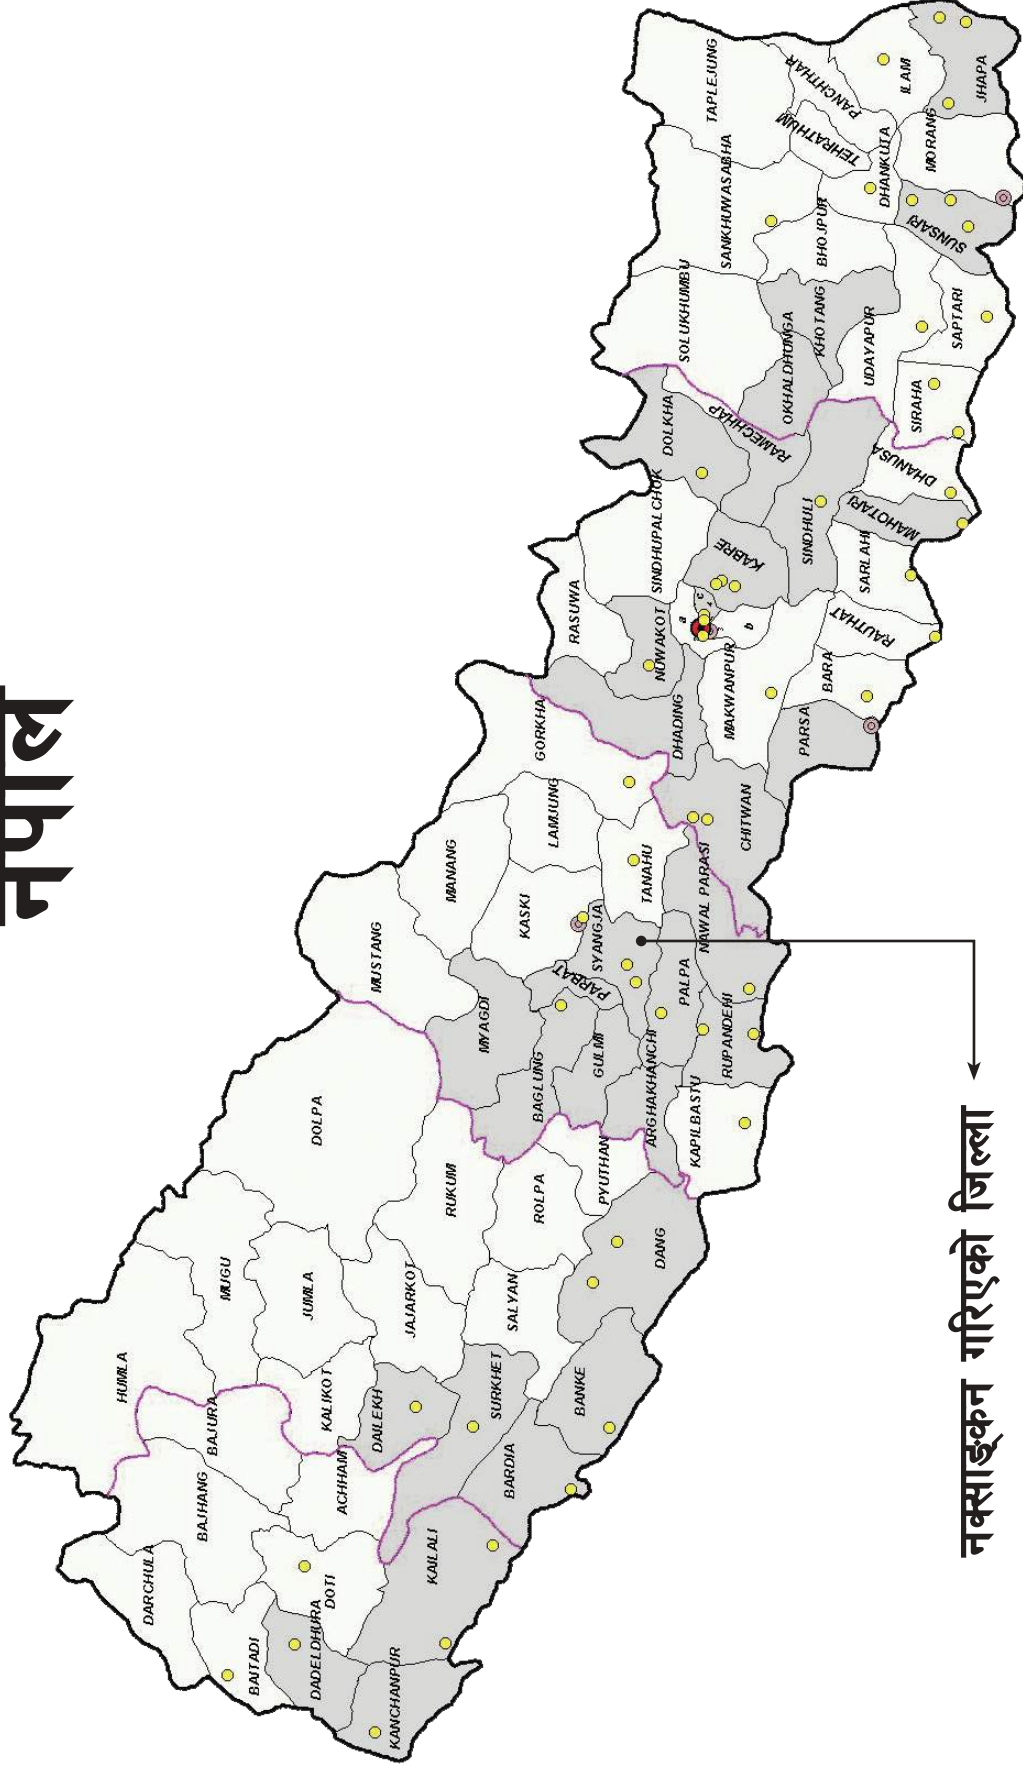 नेपाल
HUMLA
DARCHULA
BAJHANG
BAJURA
MUGU
BAITADI
DADELDHURA
DOTI
ACHHAM
KALIKOT
JUMLA
DOLPA
KANCHANPUR
KAILALI
DAILEKH
JAJARKOT
RUKUM
MUSTANG
BARDIA
SURKHET
SALYAN
ROLPA
BANKE
DANG
PYUTHAN
BAGLUNG
MYAGDI
MANANG
KASKI
LAMJUNG
GORKHA
GULMI
PARBAT
SYANGJA
TANAHU
ARGHAKHANCHI
KAPILBASTU
PALPA
RUPANDEHI
NAWAL PARASI
CHITWAN
DHADING
NUWAKOT
RASUWA
SINDHUPALCHOK
PARSA
MAKWANPUR
BARA
RAUTHAT
a
b
c
KABRE
DOLKHA
RAMECHHAP
SINDHULI
SARLAHI
MAHOTARI
DHANUSA
SIRAHA
SOLUKHUMBU
OKHALDHUNGA
KHOTANG
UDAYAPUR
SAPTARI
SANKHUWASABHA
BHOJPUR
TAPLEJUNG
TEHRATHUM
PANCHTHAR
DHANKUTA
SUNSARI
MORANG
ILAM
JHAPA
नक्साङ्कन गरिएको जिल्ला